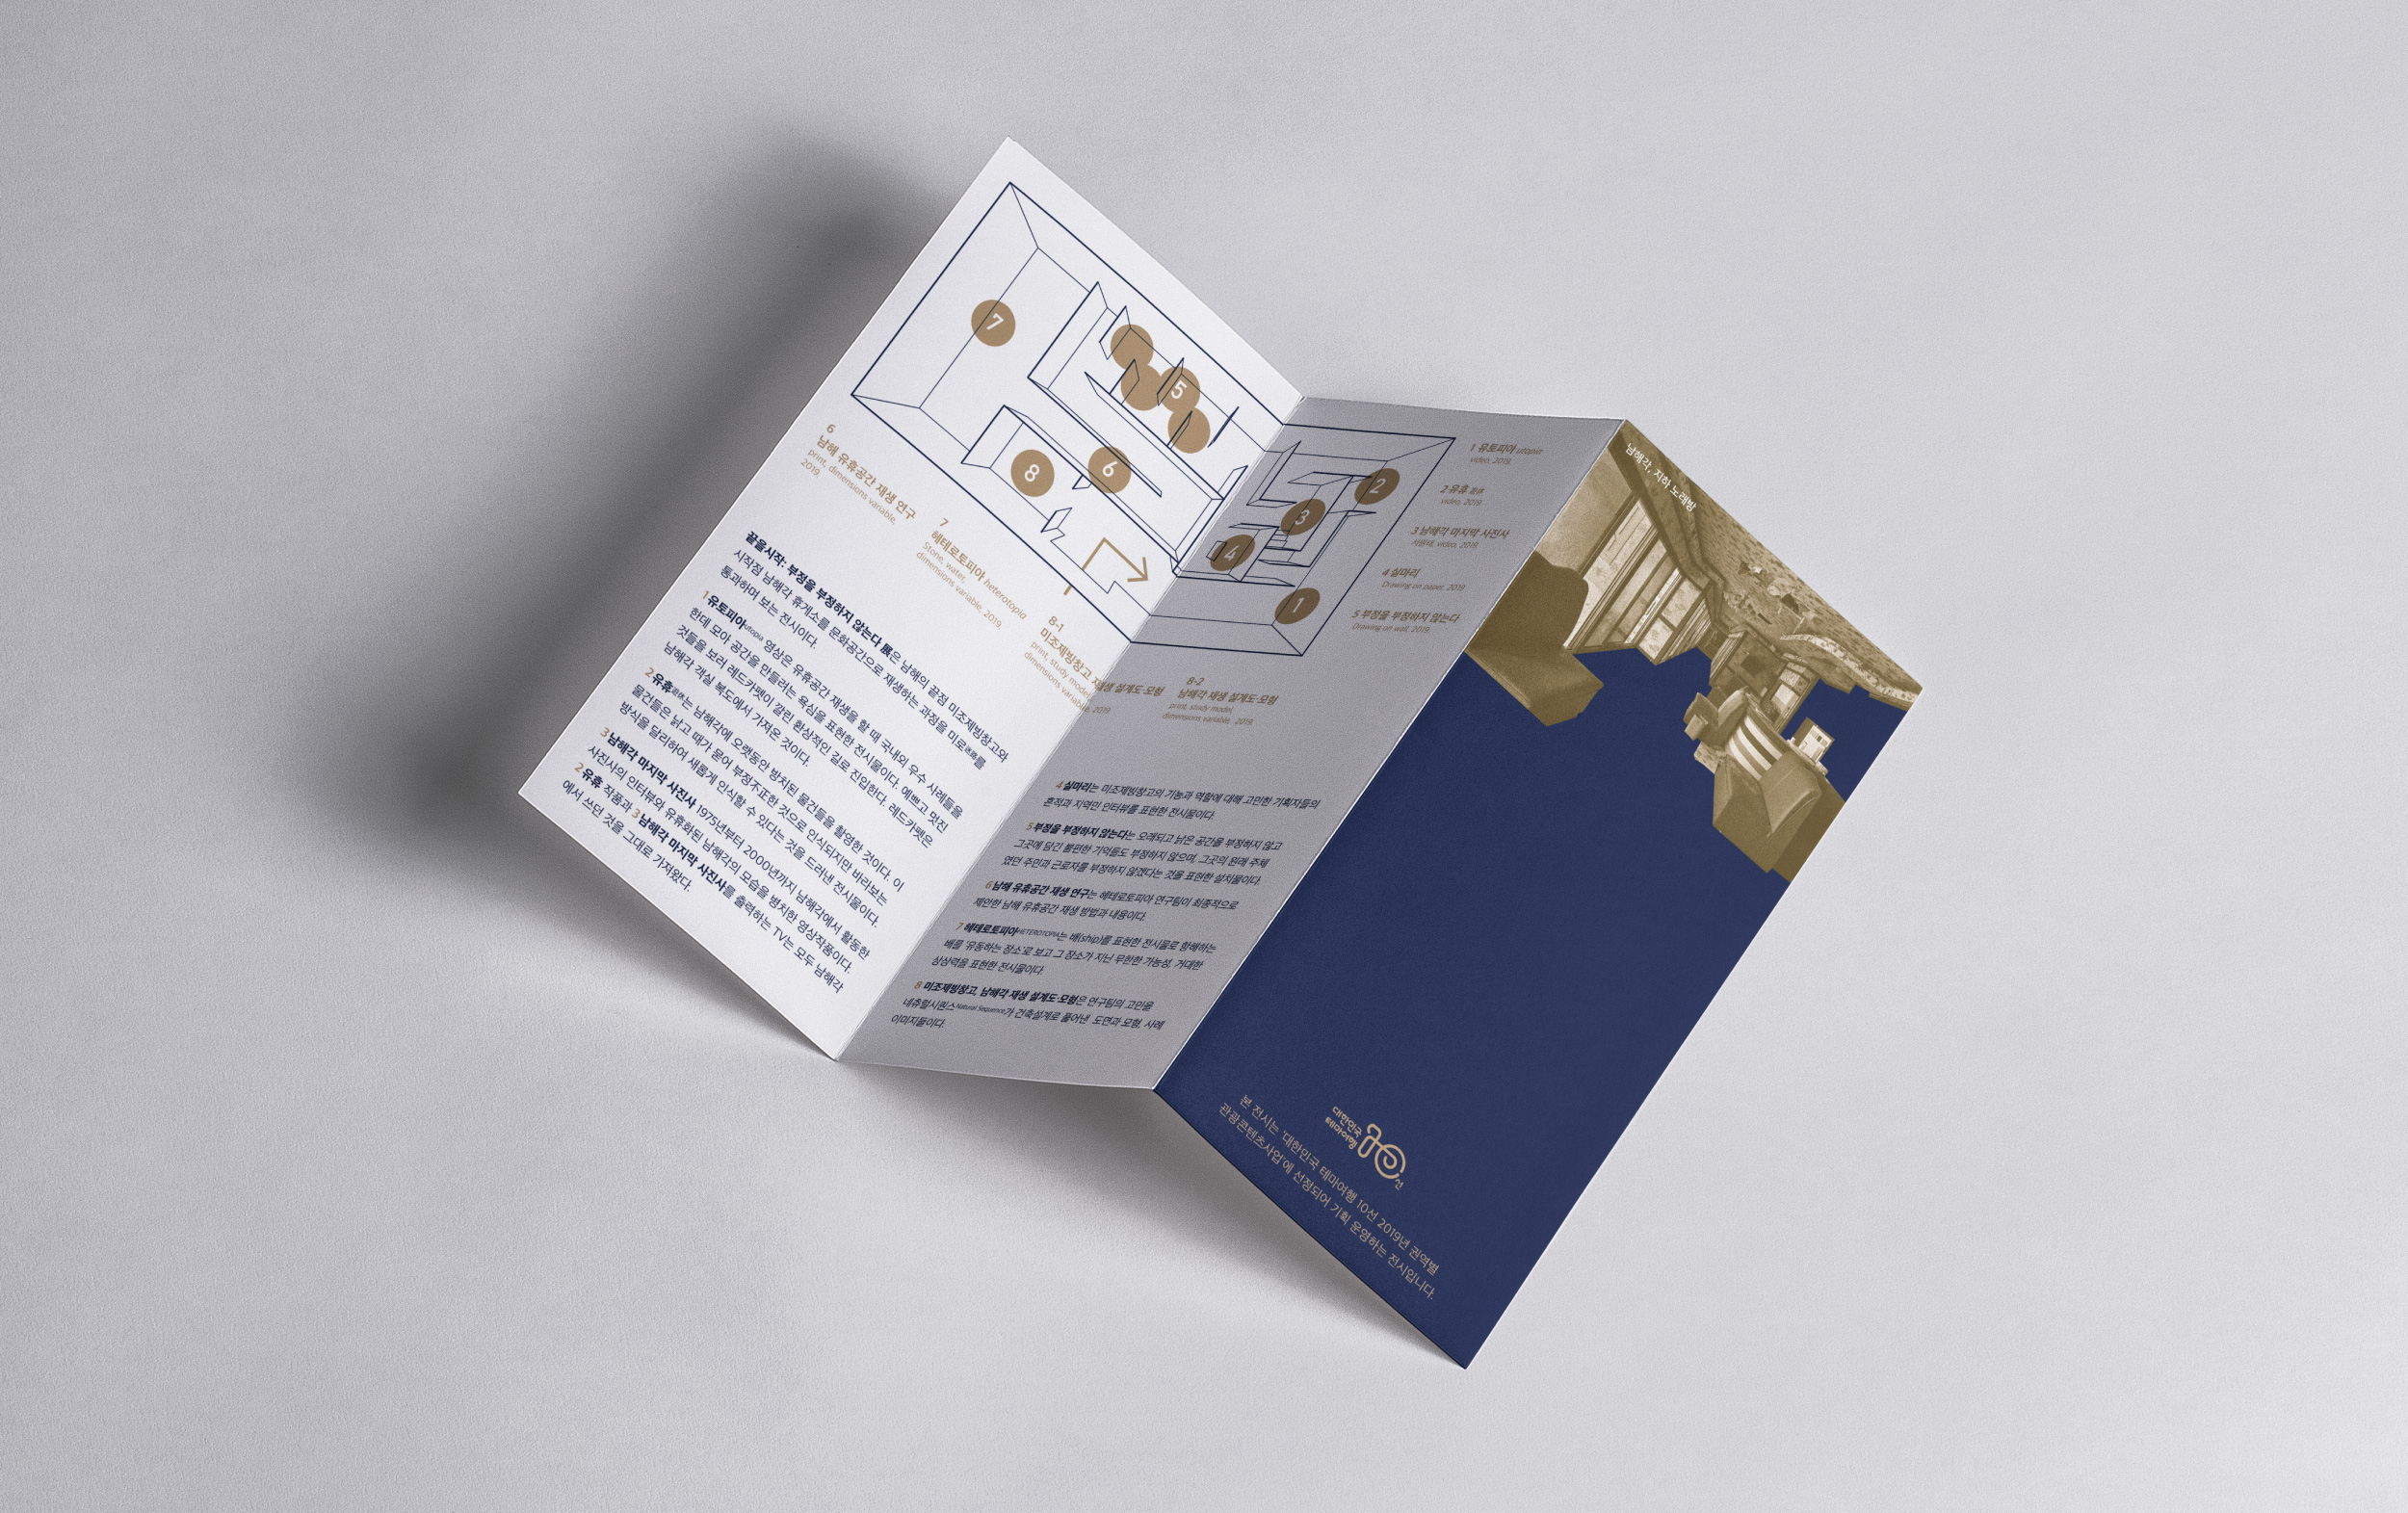 7
5
6
8
6
남해 유휴공간 재생 연구
print, dimensions variable,
2019.
7
헤테로토피아 heterotopia
Stone, water,
dimensions variable, 2019.
8-1
미조제빙창고 재생 설계도·모형
print, study model,
dimensions variable, 2019.
끝을시작: 부정을 부정하지 않는다 展은 남해의 끝점 미조제빙창고와
시작점 남해각 휴게소를 문화공간으로 재생하는 과정을 미로迷路를
통과하며 보는 전시이다.
1 유토피아utopia 영상은 유휴공간 재생을 할 때 국내외 우수 사례들을
한데 모아 공간을 만들려는 욕심을 표현한 전시물이다. 예쁘고 멋진
것들을 보러 레드카펫이 깔린 환상적인 길로 진입한다. 레드카펫은
남해각 객실 복도에서 가져온 것이다.
2 유휴遊休는 남해각에 오랫동안 방치된 물건들을 촬영한 것이다. 이
물건들은 낡고 때가 묻어 부정不正한 것으로 인식되지만 바라보는
방식을 달리하여 새롭게 인식할 수 있다는 것을 드러낸 전시물이다.
3 남해각 마지막 사진사 1975년부터 2000년까지 남해각에서 활동한
사진사의 인터뷰와 유휴화된 남해각의 모습을 병치한 영상작품이다.
2 유휴 작품과 3 남해각 마지막 사진사를 출력하는 TV는 모두 남해각
에서 쓰던 것을 그대로 가져왔다.
2
3
4
1
1 유토피아 utopia
video, 2019.
2 유휴 遊休
video, 2019.
3 남해각 마지막 사진사
video, 2019.
4 실마리
Drawing on paper, 2019.
5 부정을 부정하지 않는다
Drawing on wall, 2019.
8-2
남해각 재생 설계도·모형
print, study model,
dimensions variable, 2019.
4 실마리는 미조제빙창고의 기능과 역할에 대해 고민한 기획자들의
흔적과 지역민 인터뷰를 표현한 전시물이다.
5 부정을 부정하지 않는다는 오래되고 낡은 공간을 부정하지 않고
그곳에 담긴 불편한 기억들도 부정하지 않으며, 그곳의 원래 주체
였던 주민과 근로자를 부정하지 않겠다는 것을 표현한 설치물이다.
6 남해 유휴공간 재생 연구는 헤테로토피아 연구팀이 최종적으로
제안한 남해 유휴공간 재생 방법과 내용이다.
7 헤테로토피아HETEROTOPIA는 배(ship)를 표현한 전시물로 항해하는
배를 '유동하는 장소'로 보고 그 장소가 지닌 무한한 가능성, 거대한
상상력을 표현한 전시물이다.
8 미조제빙창고, 남해각 재생 설계도·모형은 연구팀의 고민을
네츄럴시퀀스Natural Sequence가 건축설계로 풀어낸 도면과 모형, 사례
이미지들이다.
남해각, 지하 노래방
대한민국
테마여행
10
선
본 전시는 '대한민국 테마여행 10선 2019년 권역별
관광콘텐츠사업'에 선정되어 기획 운영하는 전시입니다.